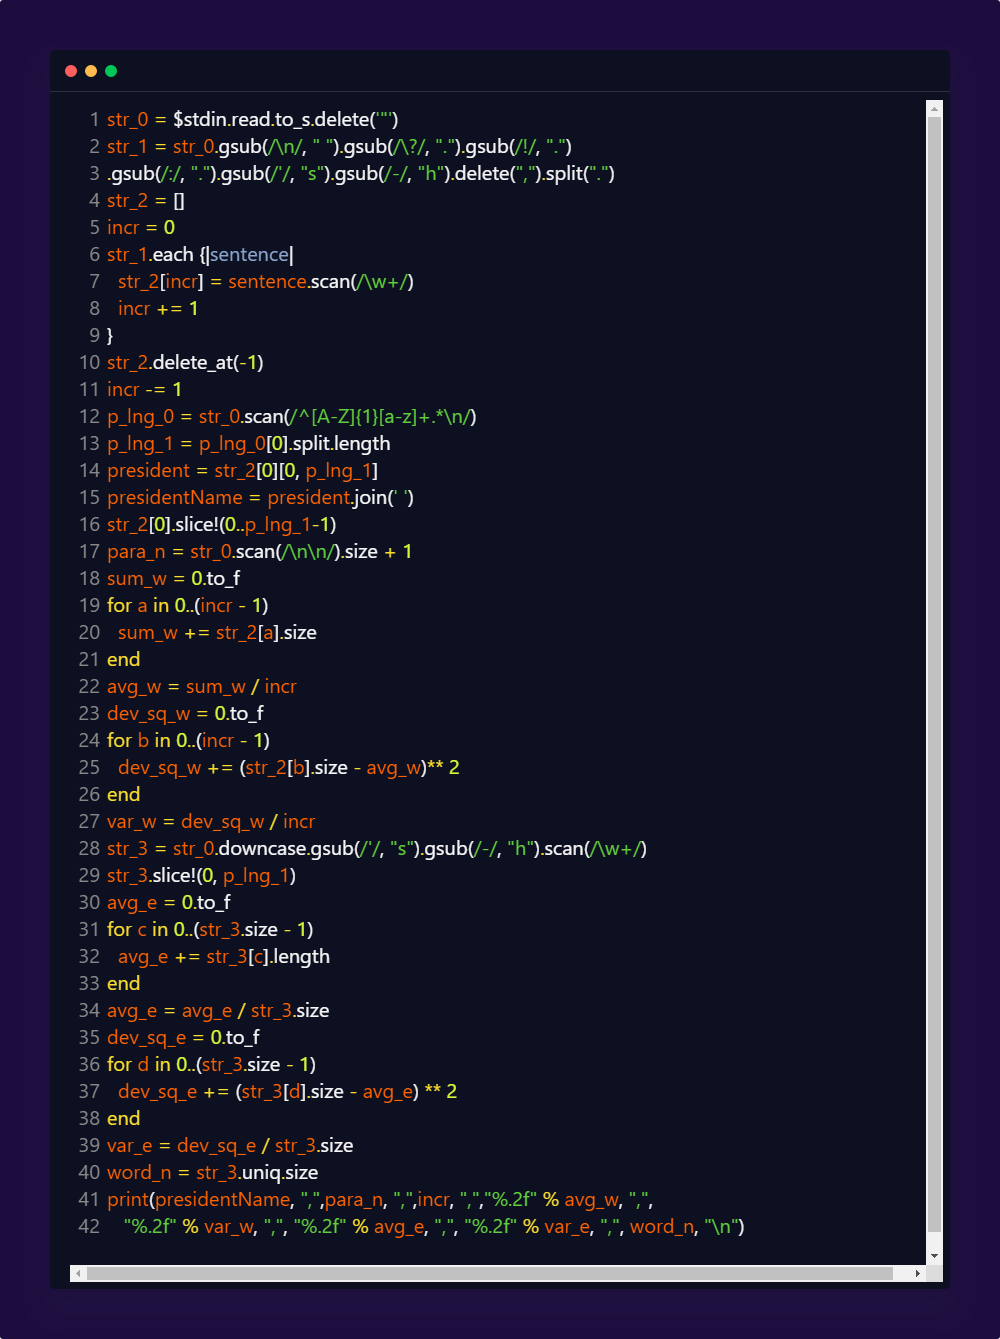 1 str_0 = $stdin.read.to_s.delete('"')
2 str_1 = str_0.gsub(/\n/, " ").gsub(/\?/, ".").gsub(/!/, ".")
3 .gsub(/:/, ".").gsub(/'/, "s").gsub(/-/, "h").delete(",").split(".")
4 str_2 = []
5 incr = 0
6 str_1.each {|sentence|
7   str_2[incr] = sentence.scan(/\w+/)
8   incr += 1
9 }
10 str_2.delete_at(-1)
11 incr -= 1
12 p_lng_0 = str_0.scan(/^[A-Z]{1}[a-z]+.*\n/)
13 p_lng_1 = p_lng_0[0].split.length
14 president = str_2[0][0, p_lng_1]
15 presidentName = president.join(' ')
16 str_2[0].slice!(0..p_lng_1-1)
17 para_n = str_0.scan(/\n\n/).size + 1
18 sum_w = 0.to_f
19 for a in 0..(incr - 1)
20   sum_w += str_2[a].size
21 end
22 avg_w = sum_w / incr
23 dev_sq_w = 0.to_f
24 for b in 0..(incr - 1)
25   dev_sq_w += (str_2[b].size - avg_w)** 2
26 end
27 var_w = dev_sq_w / incr
28 str_3 = str_0.downcase.gsub(/'/, "s").gsub(/-/, "h").scan(/\w+/)
29 str_3.slice!(0, p_lng_1)
30 avg_e = 0.to_f
31 for c in 0..(str_3.size - 1)
32   avg_e += str_3[c].length
33 end
34 avg_e = avg_e / str_3.size
35 dev_sq_e = 0.to_f
36 for d in 0..(str_3.size - 1)
37   dev_sq_e += (str_3[d].size - avg_e) ** 2
38 end
39 var_e = dev_sq_e / str_3.size
40 word_n = str_3.uniq.size
41 print(presidentName, ",",para_n, ",",incr, ",","%.2f" % avg_w, ",",
42    "%.2f" % var_w, ",", "%.2f" % avg_e, ",", "%.2f" % var_e, ",", word_n, "\n")